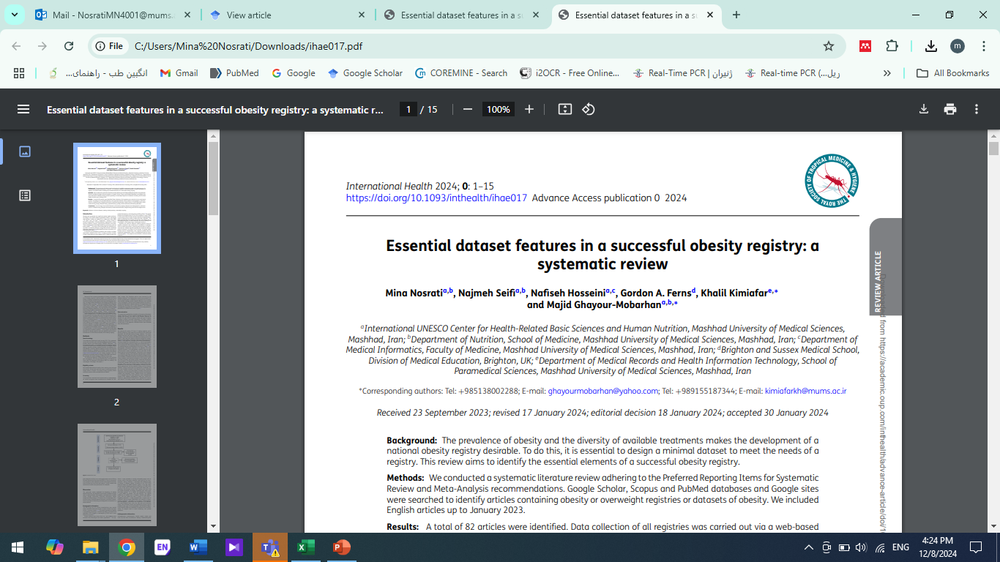 Mail - NosratiMN4001@mums.
View article
Essential dataset features in a su
Essential dataset features in a su
File C:/Users/Mina%20Nosrati/Downloads/ihae017.pdf
m
انگبین طب - راهنمای...
Gmail
PubMed
Google
Google Scholar
COREMINE - Search
i2OCR - Free Online...
Real-Time PCR | ژنیران
Real-time PCR (...ریل
All Bookmarks
Essential dataset features in a successful obesity registry: a systematic r...
1 / 15
100%
1
2
International Health 2024; 0: 1–15
https://doi.org/10.1093/inthealth/ihae017 Advance Access publication 0 2024
THE ROYAL SOCIETY OF TROPICAL MEDICINE & HYGIENE
Essential dataset features in a successful obesity registry: a
systematic review
REVIEW ARTICLE
Downloaded from https://academic.oup.com/inthealth/advance-article/doi/1
Mina Nosratia,b, Najmeh Seifia,b, Nafiseh Hosseinia,c, Gordon A. Fernsd, Khalil Kimiafare,*
and Majid Ghayour-Mobarhana,b,*
aInternational UNESCO Center for Health-Related Basic Sciences and Human Nutrition, Mashhad University of Medical Sciences,
Mashhad, Iran; bDepartment of Nutrition, School of Medicine, Mashhad University of Medical Sciences, Mashhad, Iran; cDepartment of
Medical Informatics, Faculty of Medicine, Mashhad University of Medical Sciences, Mashhad, Iran; dBrighton and Sussex Medical School,
Division of Medical Education, Brighton, UK; eDepartment of Medical Records and Health Information Technology, School of
Paramedical Sciences, Mashhad University of Medical Sciences, Mashhad, Iran
*Corresponding authors: Tel: +985138002288; E-mail: ghayourmobarhan@yahoo.com; Tel: +989155187344; E-mail: kimiafarkh@mums.ac.ir
Received 23 September 2023; revised 17 January 2024; editorial decision 18 January 2024; accepted 30 January 2024
Background: The prevalence of obesity and the diversity of available treatments makes the development of a
national obesity registry desirable. To do this, it is essential to design a minimal dataset to meet the needs of a
registry. This review aims to identify the essential elements of a successful obesity registry.
Methods: We conducted a systematic literature review adhering to the Preferred Reporting Items for Systematic
Review and Meta-Analysis recommendations. Google Scholar, Scopus and PubMed databases and Google sites
were searched to identify articles containing obesity or overweight registries or datasets of obesity. We included
English articles up to January 2023.
Results: A total of 82 articles were identified. Data collection of all registries was carried out via a web-based
EN
ENG
4:24 PM
12/8/2024